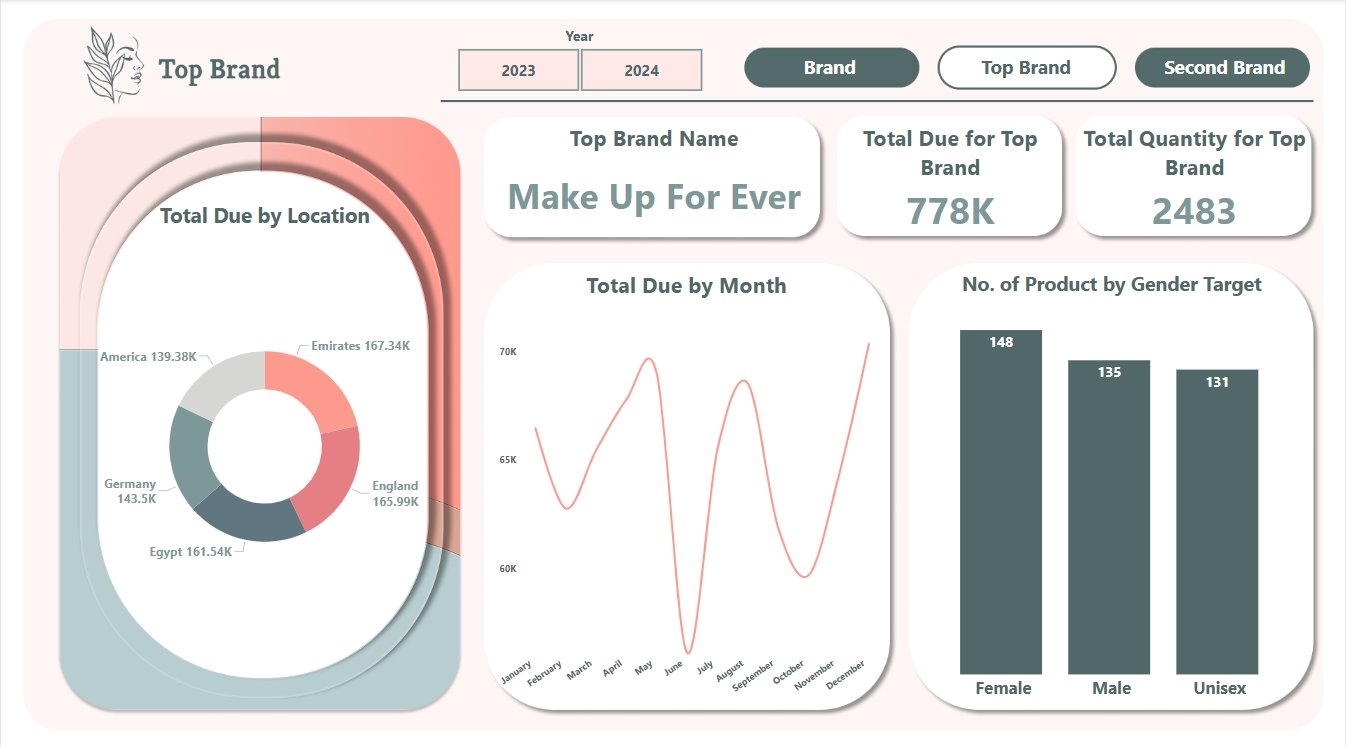 Top Brand
Year
2023
2024
Brand
Top Brand
Second Brand
Total Due by Location
America 139.38K
Emirates 167.34K
Germany
143.5K
England
165.99K
Egypt 161.54K
Top Brand Name
Make Up For Ever
Total Due for Top
Brand
778K
Total Quantity for Top
Brand
2483
Total Due by Month
70K
65K
60K
January
February
March
April
May
June
July
August
September
October
November
December
No. of Product by Gender Target
148
135
131
Female
Male
Unisex